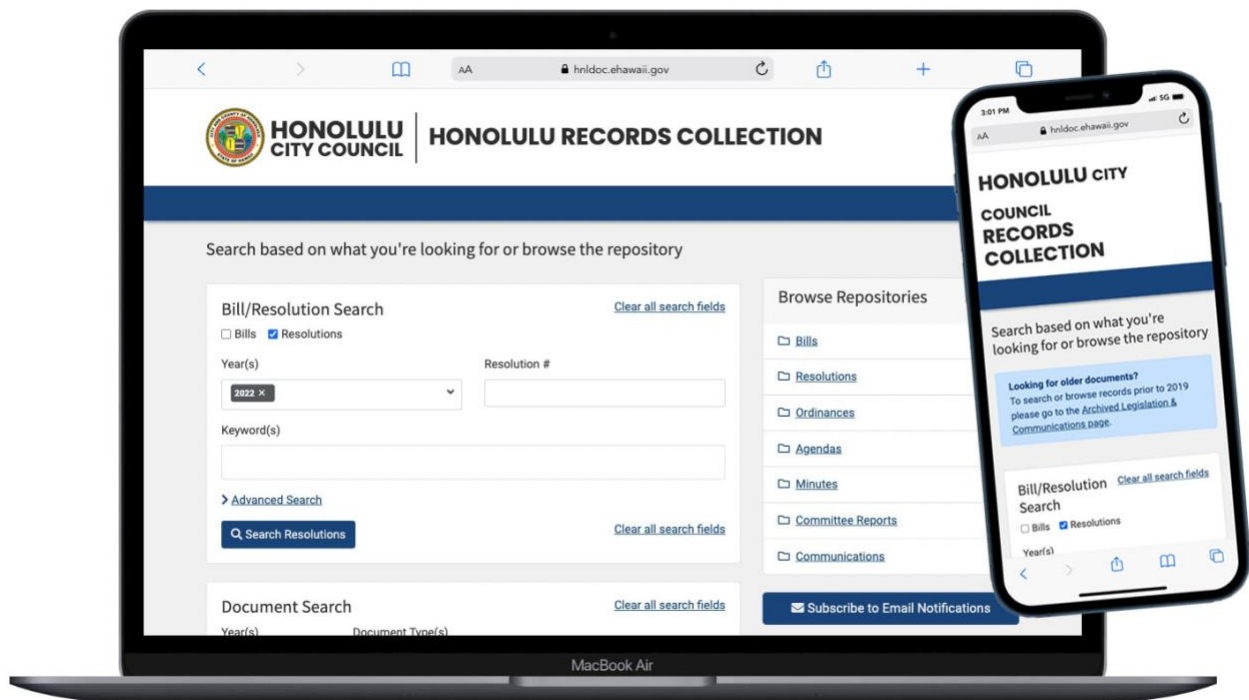 AA
hnldoc.ehawaii.gov
HONOLULU
CITY COUNCIL
HONOLULU RECORDS COLLECTION
Search based on what you're looking for or browse the repository
Bill/Resolution Search
Clear all search fields
Bills
Resolutions
Year(s)
Resolution #
2022 ×
Keyword(s)
Advanced Search
Search Resolutions
Clear all search fields
Document Search
Clear all search fields
Year(s)
Document Type(s)
Browse Repositories
Bills
Resolutions
Ordinances
Agendas
Minutes
Committee Reports
Communications
Subscribe to Email Notifications
MacBook Air
3:01 PM
5G
AA
hnldoc.ehawaii.gov
HONOLULU CITY
COUNCIL
RECORDS
COLLECTION
Search based on what you're
looking for or browse the repository
Looking for older documents?
To search or browse records prior to 2019
please go to the Archived Legislation &
Communications page.
Bill/Resolution
Search
Clear all search fields
Bills
Resolutions
Year(s)